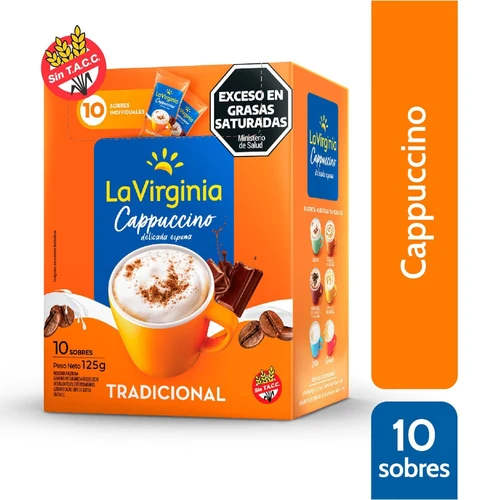 Sin T.A.C.C.
10 SOBRES
INDIVIDUALES
LaVirginia
Cappuccino
EXCESO EN
GRASAS
SATURADAS
Ministerio
de Salud
LaVirginia
Cappuccino
delicada espuma
10 SOBRES
Peso Neto 125g
TRADICIONAL
Sin T.A.C.C.
Cappuccino
10
sobres